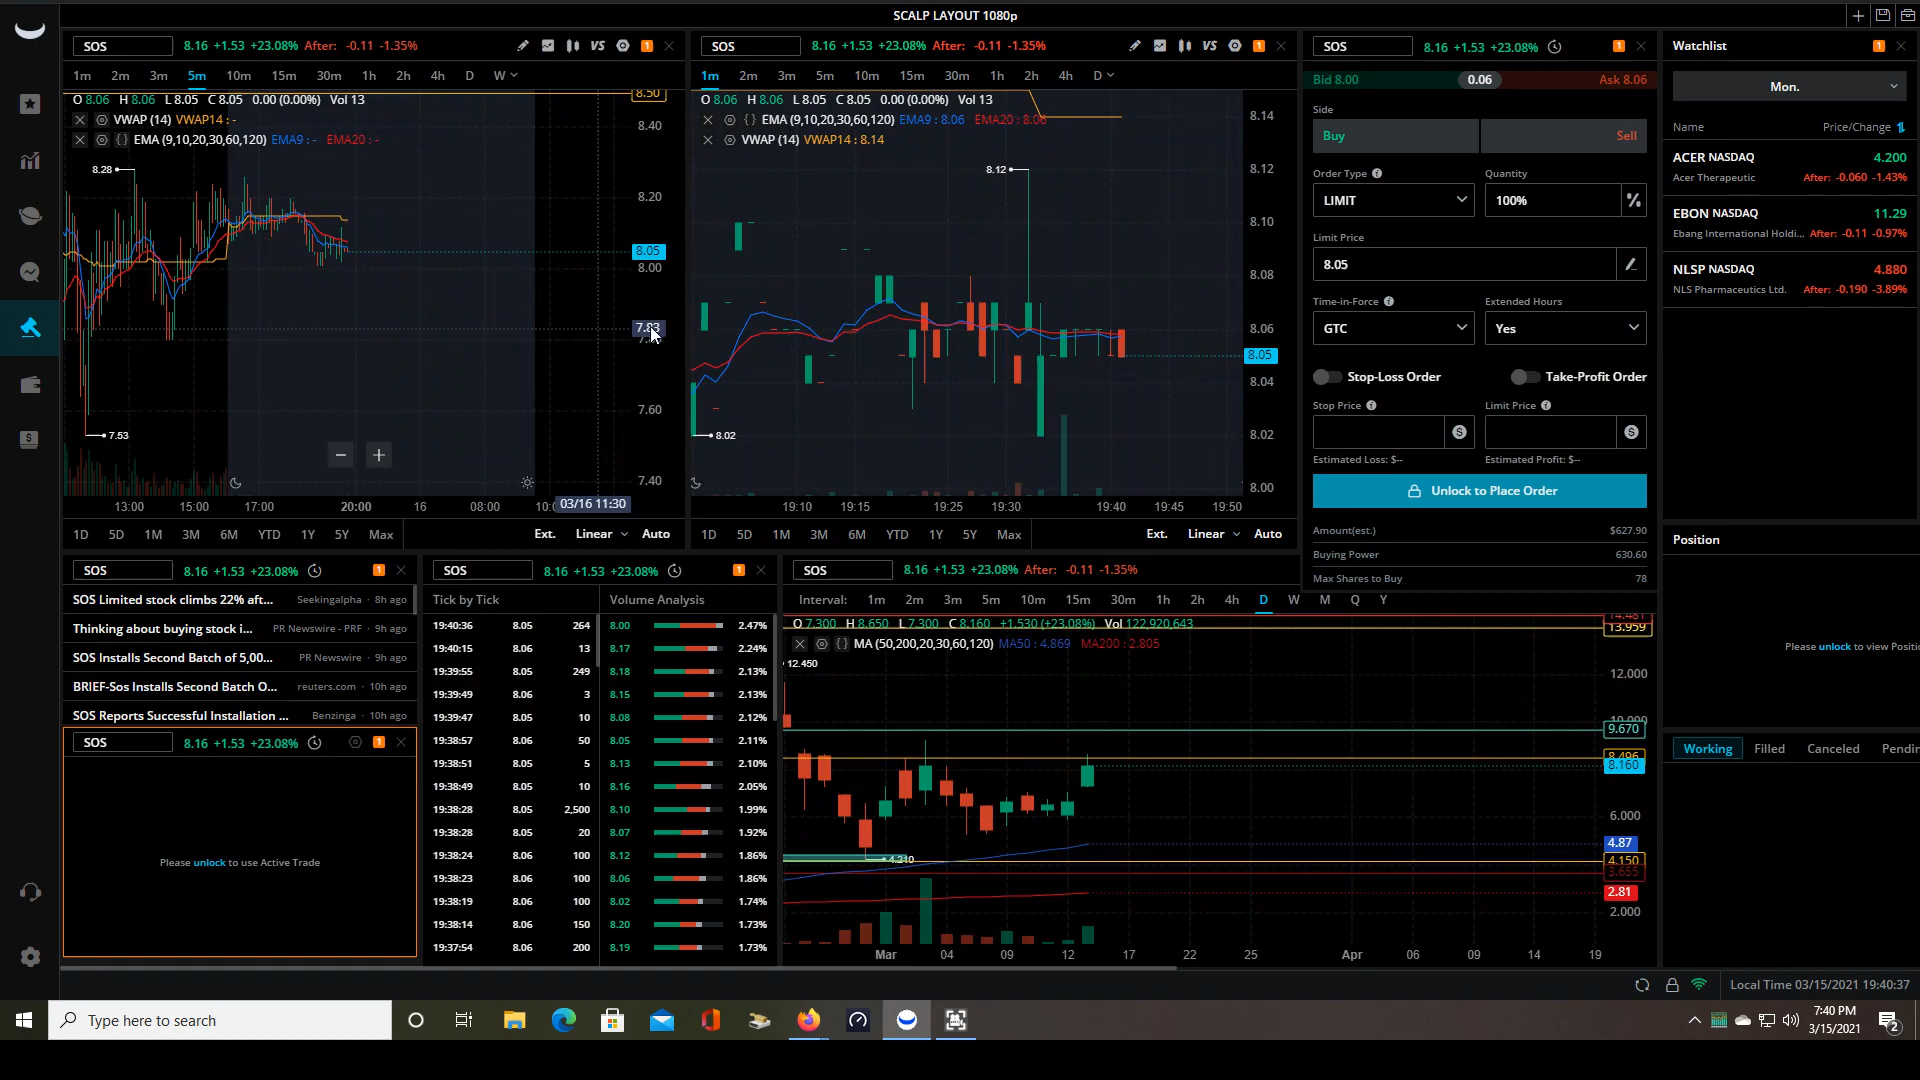 SCALP LAYOUT 1080p
SOS 8.16 +1.53 +23.08% After: -0.11 -1.35% VS 1
1m 2m 3m 5m 10m 15m 30m 1h 2h 4h D W
O 8.06 H 8.06 L 8.05 C 8.05 0.00 (0.00%) Vol 13
VWAP (14) VWAP14 : -
EMA (9,10,20,30,60,120) EMA9 : - EMA20 : -
8.28
7.53
8.50
8.40
8.20
8.05
8.00
7.60
7.40
13:00 15:00 17:00 20:00 16 08:00 03/16 11:30
1D 5D 1M 3M 6M YTD 1Y 5Y Max Ext. Linear Auto
SOS 8.16 +1.53 +23.08% After: -0.11 -1.35% VS 1
1m 2m 3m 5m 10m 15m 30m 1h 2h 4h D
O 8.06 H 8.06 L 8.05 C 8.05 0.00 (0.00%) Vol 13
EMA (9,10,20,30,60,120) EMA9 : 8.06 EMA20 : 8.06
VWAP (14) VWAP14 : 8.14
8.12
8.02
8.14
8.12
8.10
8.08
8.06
8.05
8.04
8.02
8.00
19:10 19:15 19:25 19:30 19:40 19:45 19:50
1D 5D 1M 3M 6M YTD 1Y 5Y Max Ext. Linear Auto
SOS 8.16 +1.53 +23.08% 1
Bid 8.00 0.06 Ask 8.06
Side
Buy Sell
Order Type Quantity
LIMIT 100%
Limit Price
8.05
Time-in-Force Extended Hours
GTC Yes
Stop-Loss Order Take-Profit Order
Stop Price Limit Price
Estimated Loss: $-- Estimated Profit: $--
Unlock to Place Order
Amount(est.) $627.90
Buying Power 630.60
Max Shares to Buy 78
Watchlist 1
Mon.
Name Price/Change
ACER NASDAQ 4.200
Acer Therapeutic After: -0.060 -1.43%
EBON NASDAQ 11.29
Ebang International Holdi... After: -0.11 -0.97%
NLSP NASDAQ 4.880
NLS Pharmaceutics Ltd. After: -0.190 -3.89%
Position
Please unlock to view Positio
Working Filled Canceled Pendin
SOS 8.16 +1.53 +23.08% 1
SOS Limited stock climbs 22% aft... Seekingalpha · 8h ago
Thinking about buying stock i... PR Newswire - PRF · 9h ago
SOS Installs Second Batch of 5,00... PR Newswire · 9h ago
BRIEF-Sos Installs Second Batch O... reuters.com · 10h ago
SOS Reports Successful Installation ... Benzinga · 10h ago
SOS 8.16 +1.53 +23.08% 1
Please unlock to use Active Trade
SOS 8.16 +1.53 +23.08% 1
Tick by Tick Volume Analysis
19:40:36 8.05 264 8.00 2.47%
19:40:15 8.06 13 8.17 2.24%
19:39:55 8.05 249 8.18 2.13%
19:39:49 8.06 3 8.15 2.13%
19:39:47 8.05 10 8.08 2.12%
19:38:57 8.06 50 8.05 2.11%
19:38:51 8.05 5 8.13 2.10%
19:38:49 8.05 10 8.16 2.05%
19:38:28 8.05 2,500 8.10 1.99%
19:38:28 8.05 20 8.07 1.92%
19:38:24 8.06 100 8.12 1.86%
19:38:23 8.06 100 8.06 1.86%
19:38:19 8.06 100 8.02 1.74%
19:38:14 8.06 150 8.20 1.73%
19:37:54 8.06 200 8.19 1.73%
SOS 8.16 +1.53 +23.08% After: -0.11 -1.35%
Interval: 1m 2m 3m 5m 10m 15m 30m 1h 2h 4h D W M Q Y
O 7.300 H 8.650 L 7.300 C 8.160 +1.530 (+23.08%) Vol 122,920,643
MA (50,200,20,30,60,120) MA50 : 4.869 MA200 : 2.805
12.450
4.210
13.959
12.000
9.670
8.160
6.000
4.87
4.150
3.655
2.81
2.000
Mar 04 09 12 17 22 25 Apr 06 09 14 19
Local Time 03/15/2021 19:40:37
Type here to search
7:40 PM
3/15/2021
2